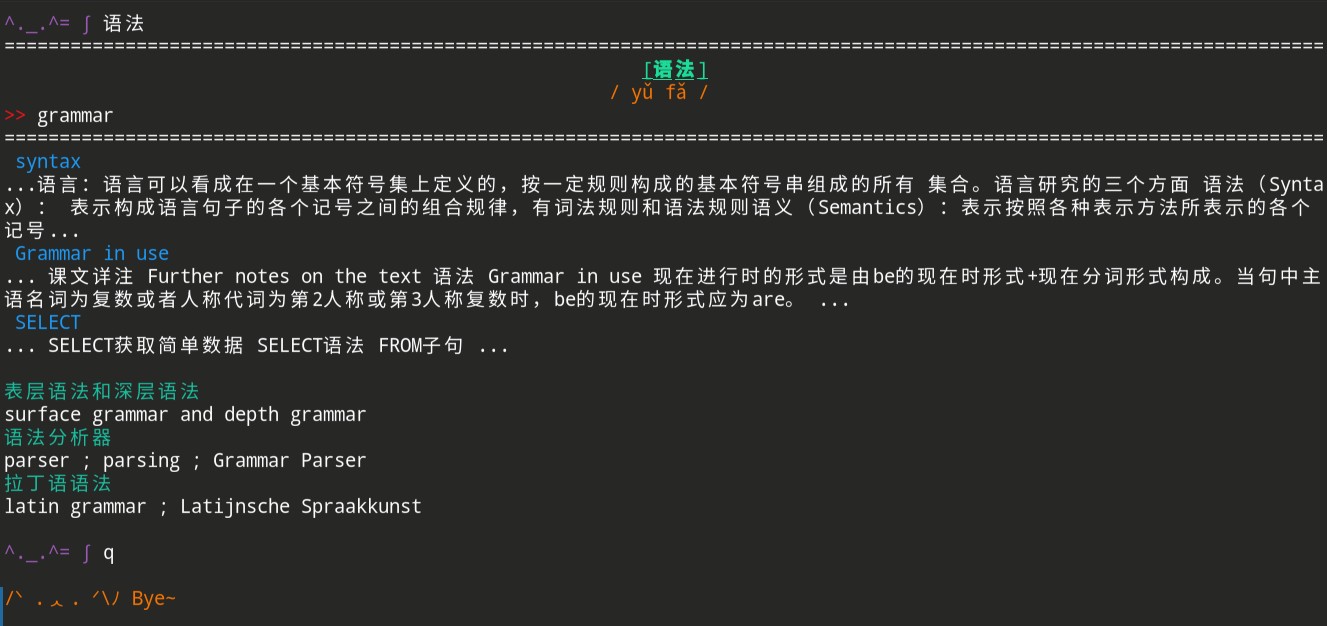 ^._.^= ∫ 语法
========================================================================================================================
[语法]
/ yǔ fǎ /
>> grammar
========================================================================================================================
syntax
...语言：语言可以看成在一个基本符号集上定义的，按一定规则构成的基本符号串组成的所有 集合。语言研究的三个方面 语法（Synta
x）： 表示构成语言句子的各个记号之间的组合规律，有词法规则和语法规则语义（Semantics）：表示按照各种表示方法所表示的各个
记号...
Grammar in use
... 课文详注 Further notes on the text 语法 Grammar in use 现在进行时的形式是由be的现在时形式+现在分词形式构成。当句中主
语名词为复数或者人称代词为第2人称或第3人称复数时，be的现在时形式应为are。 ...
SELECT
... SELECT获取简单数据 SELECT语法 FROM子句 ...
表层语法和深层语法
surface grammar and depth grammar
语法分析器
parser ; parsing ; Grammar Parser
拉丁语语法
latin grammar ; Latijnsche Spraakkunst
^._.^= ∫ q
/ᐠ .ㅅ. ᐟ\ﾉ Bye~